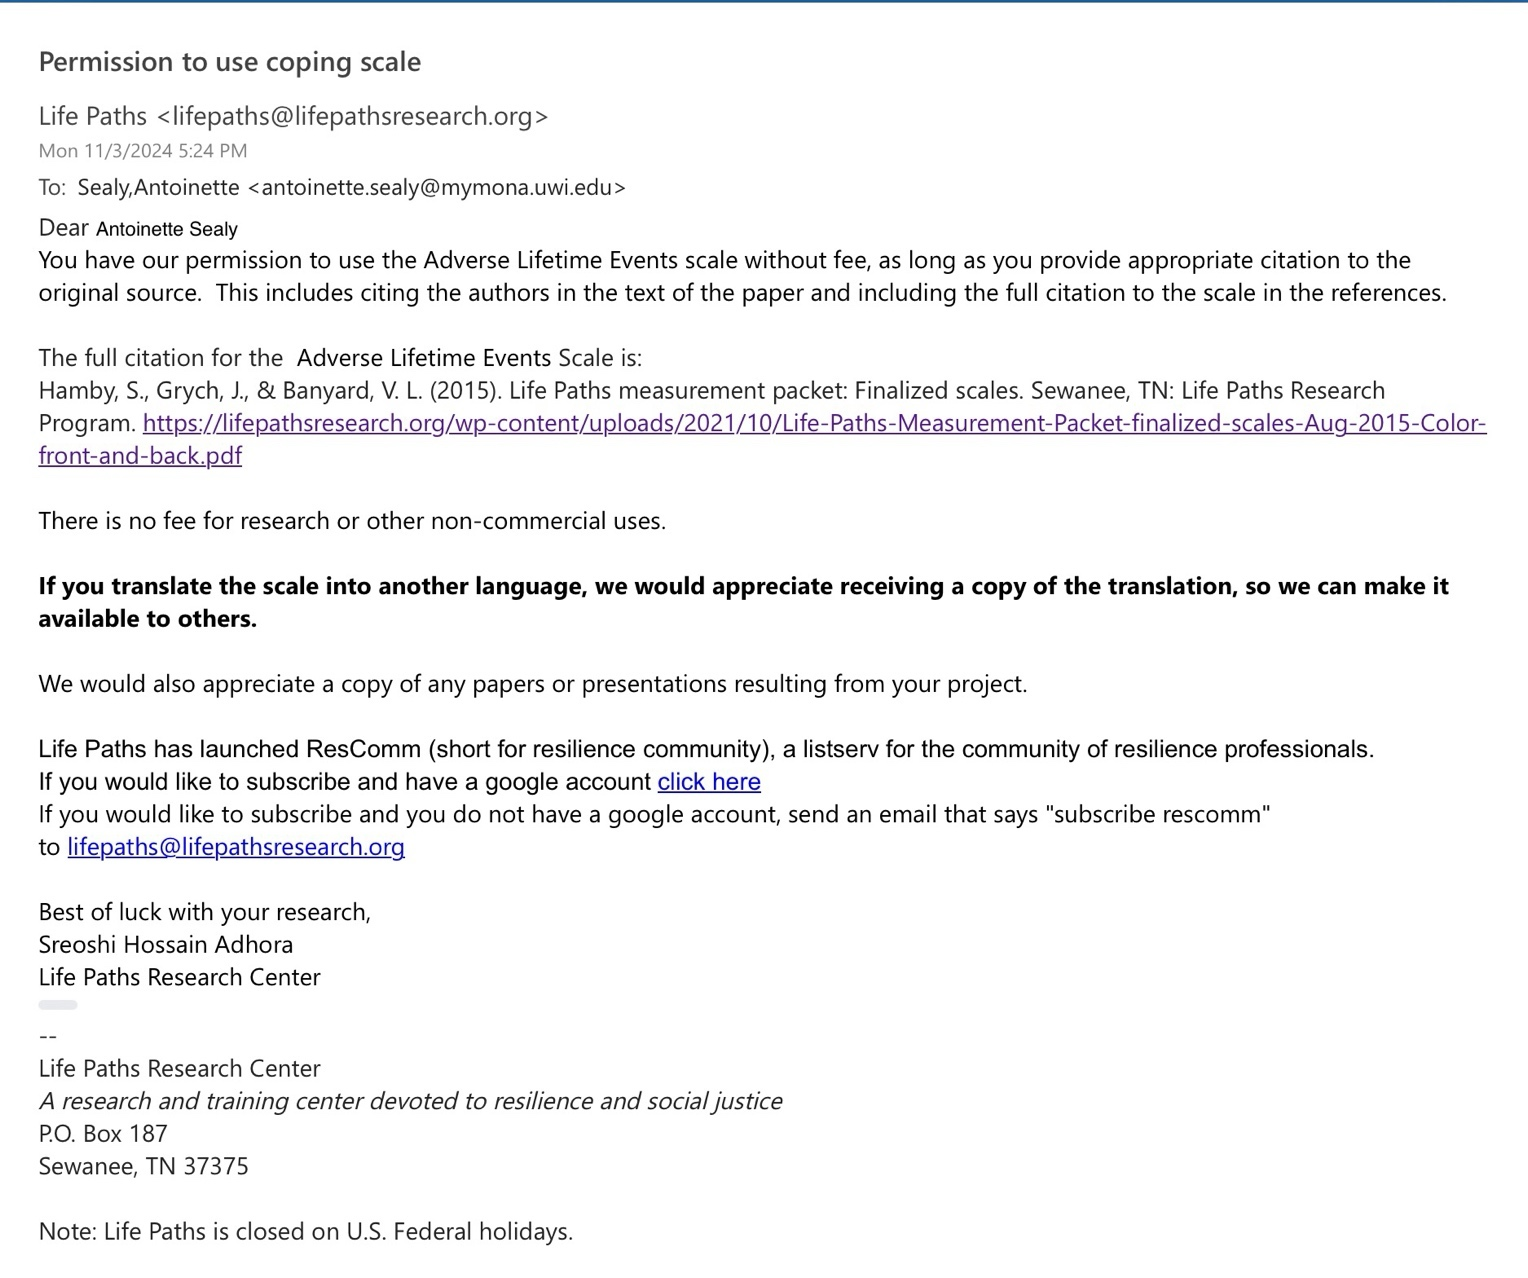 Permission to use coping scale
Life Paths <lifepaths@lifepathsresearch.org>
Mon 11/3/2024 5:24 PM
To: Sealy,Antoinette <antoinette.sealy@mymona.uwi.edu>
Dear Antoinette Sealy
You have our permission to use the Adverse Lifetime Events scale without fee, as long as you provide appropriate citation to the
original source.  This includes citing the authors in the text of the paper and including the full citation to the scale in the references.
The full citation for the  Adverse Lifetime Events Scale is:
Hamby, S., Grych, J., & Banyard, V. L. (2015). Life Paths measurement packet: Finalized scales. Sewanee, TN: Life Paths Research
Program. https://lifepathsresearch.org/wp-content/uploads/2021/10/Life-Paths-Measurement-Packet-finalized-scales-Aug-2015-Color-
front-and-back.pdf
There is no fee for research or other non-commercial uses.
If you translate the scale into another language, we would appreciate receiving a copy of the translation, so we can make it
available to others.
We would also appreciate a copy of any papers or presentations resulting from your project.
Life Paths has launched ResComm (short for resilience community), a listserv for the community of resilience professionals.
If you would like to subscribe and have a google account click here
If you would like to subscribe and you do not have a google account, send an email that says "subscribe rescomm"
to lifepaths@lifepathsresearch.org
Best of luck with your research,
Sreoshi Hossain Adhora
Life Paths Research Center
--
Life Paths Research Center
A research and training center devoted to resilience and social justice
P.O. Box 187
Sewanee, TN 37375
Note: Life Paths is closed on U.S. Federal holidays.